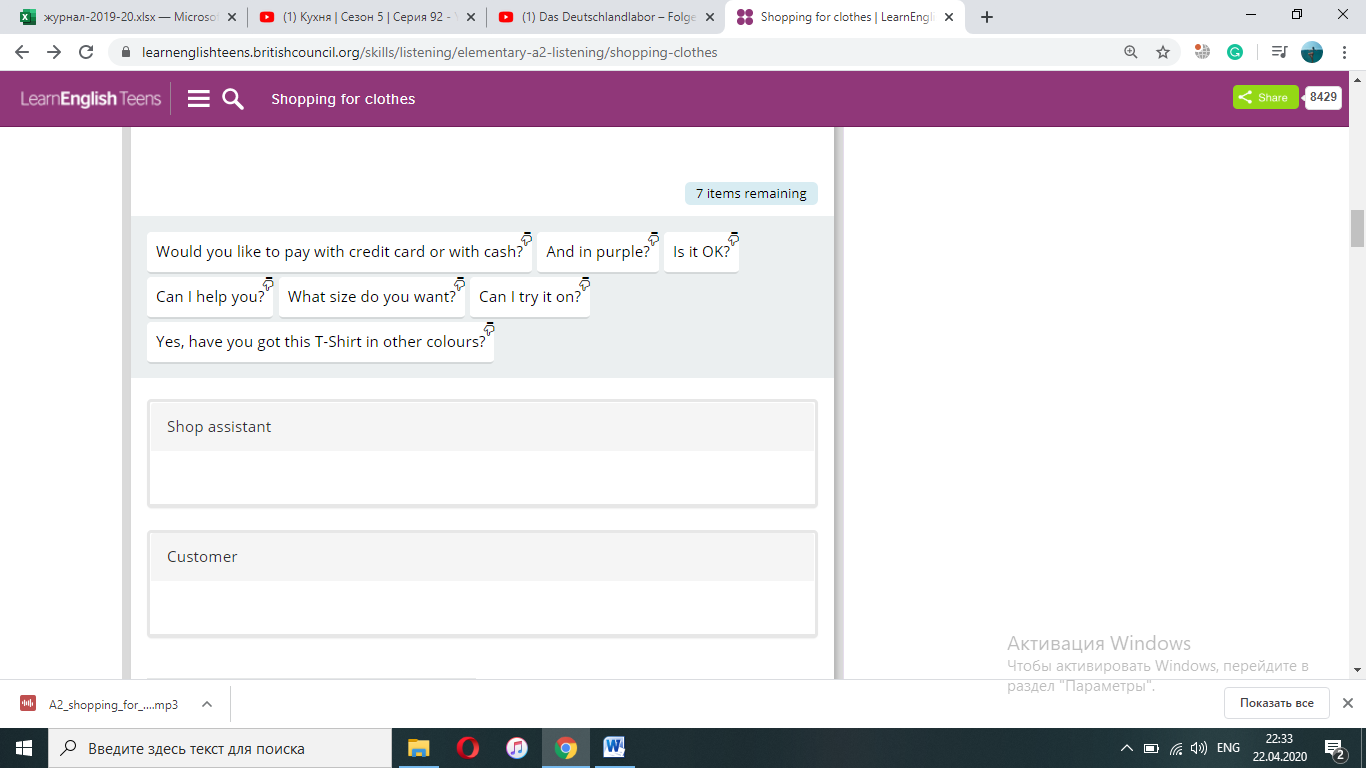 журнал-2019-20.xlsx — Microso
(1) Кухня | Сезон 5 | Серия 92 -
(1) Das Deutschlandlabor – Folge
Shopping for clothes | LearnEngli
learnenglishteens.britishcouncil.org/skills/listening/elementary-a2-listening/shopping-clothes
LearnEnglish Teens
Shopping for clothes
Share
8429
7 items remaining
Would you like to pay with credit card or with cash? And in purple? Is it OK?
Can I help you? What size do you want? Can I try it on?
Yes, have you got this T-Shirt in other colours?
Shop assistant
Customer
Активация Windows
Чтобы активировать Windows, перейдите в
раздел "Параметры".
A2_shopping_for_....mp3
Показать все
Введите здесь текст для поиска
ENG
22:33
22.04.2020
2